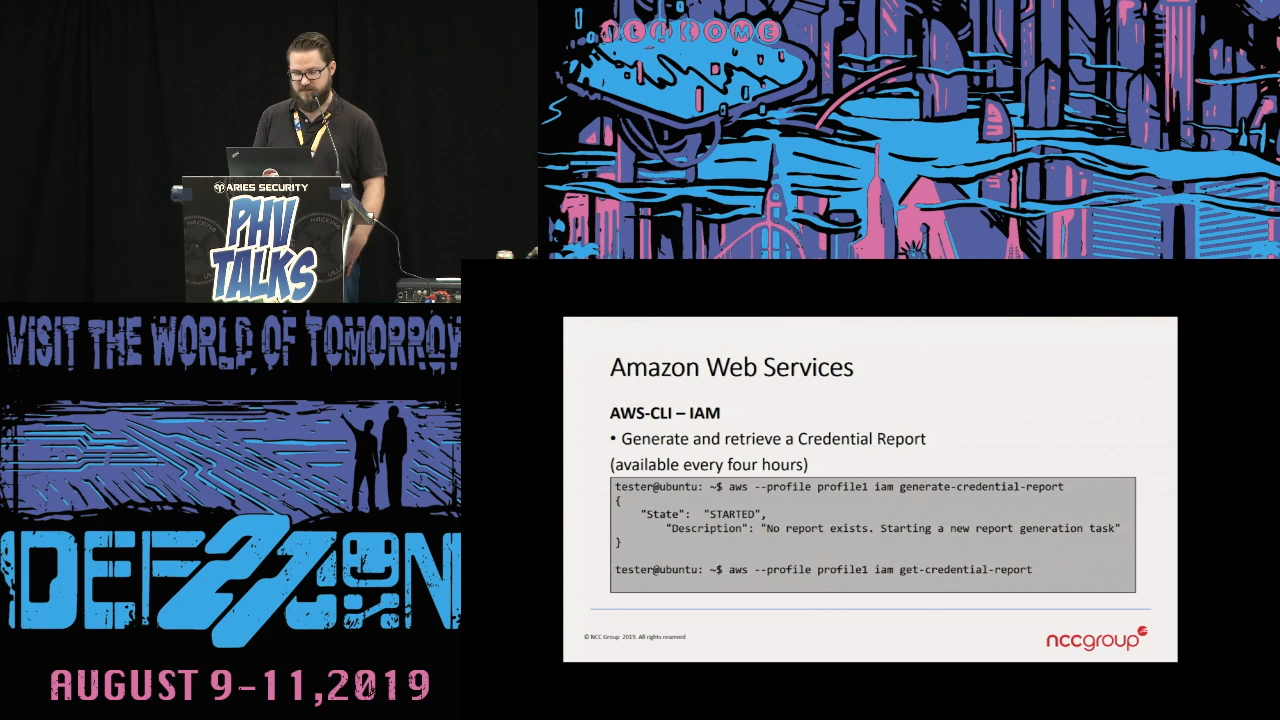 WELCOME
ARIES SECURITY
PHV
TALKS
VISIT THE WORLD OF TOMORROW
DEF 27 CON
AUGUST 9-11,2019
Amazon Web Services
AWS-CLI – IAM
• Generate and retrieve a Credential Report
(available every four hours)
tester@ubuntu: ~$ aws --profile profile1 iam generate-credential-report
{
"State": "STARTED",
"Description": "No report exists. Starting a new report generation task"
}
tester@ubuntu: ~$ aws --profile profile1 iam get-credential-report
© NCC Group 2019. All rights reserved
nccgroup